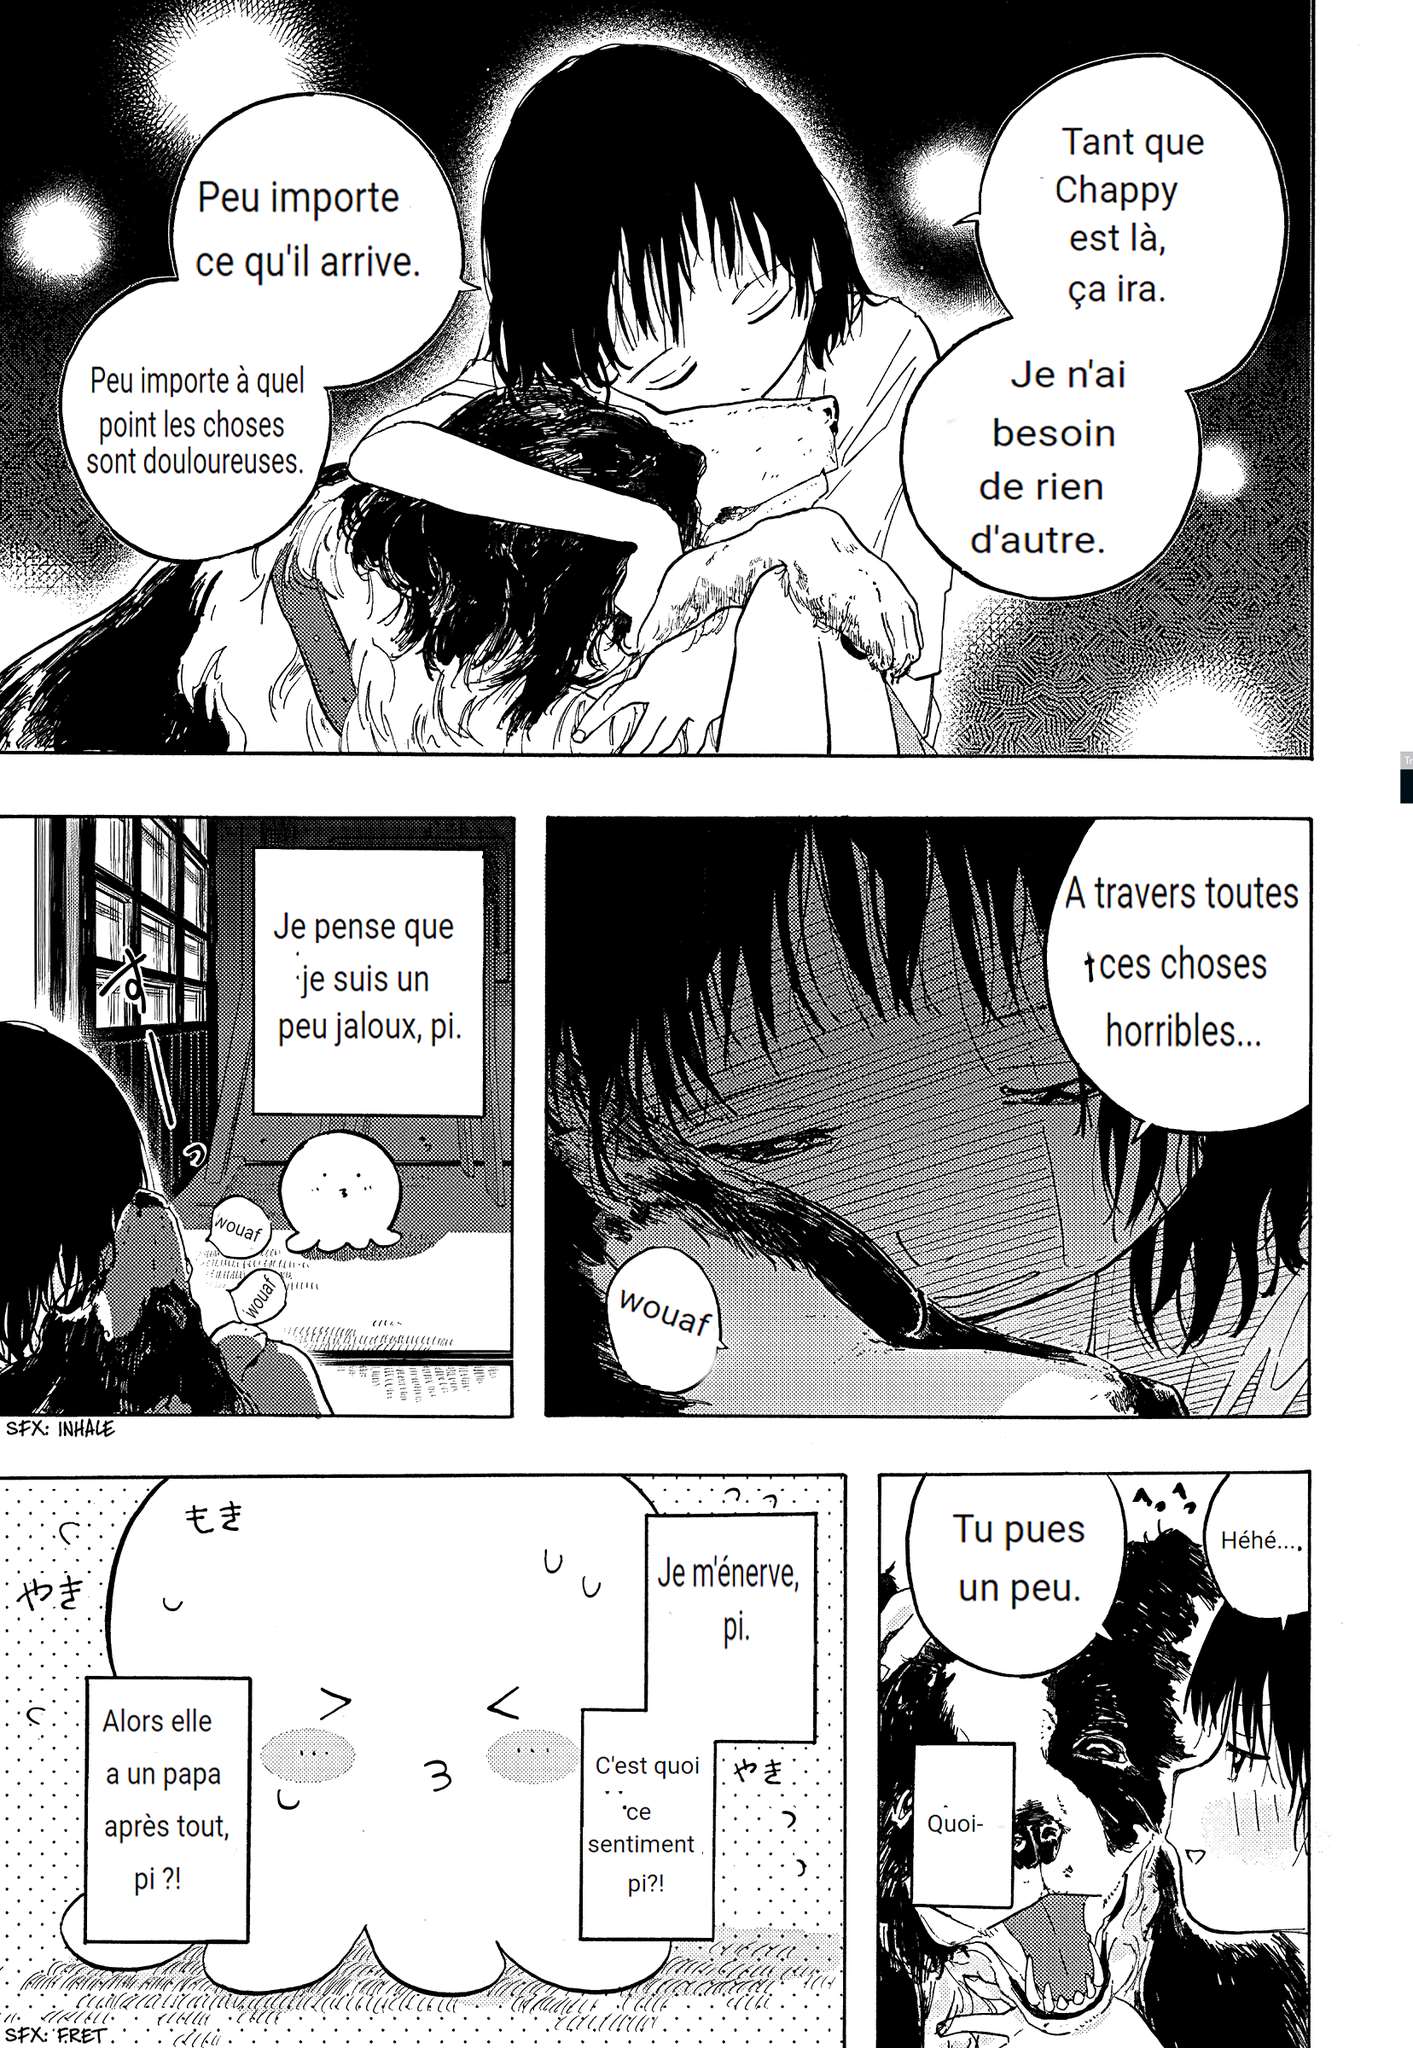 Tant que
Chappy
est là,
ça ira.
Je n'ai
besoin
de rien
d'autre.
Peu importe
ce qu'il arrive.
Peu importe à quel
point les choses
sont douloureuses.
A travers toutes
ces choses
horribles...
wouaf
Je pense que
je suis un
peu jaloux, pi.
すーっ
wouaf
wouaf
SFX: INHALE
Héhé....
Tu pues
un peu.
Quoi-
Je m'énerve,
pi.
C'est quoi
ce
sentiment
pi?!
もき
やき
やき
Alors elle
a un papa
après tout,
pi ?!
SFX: FRET